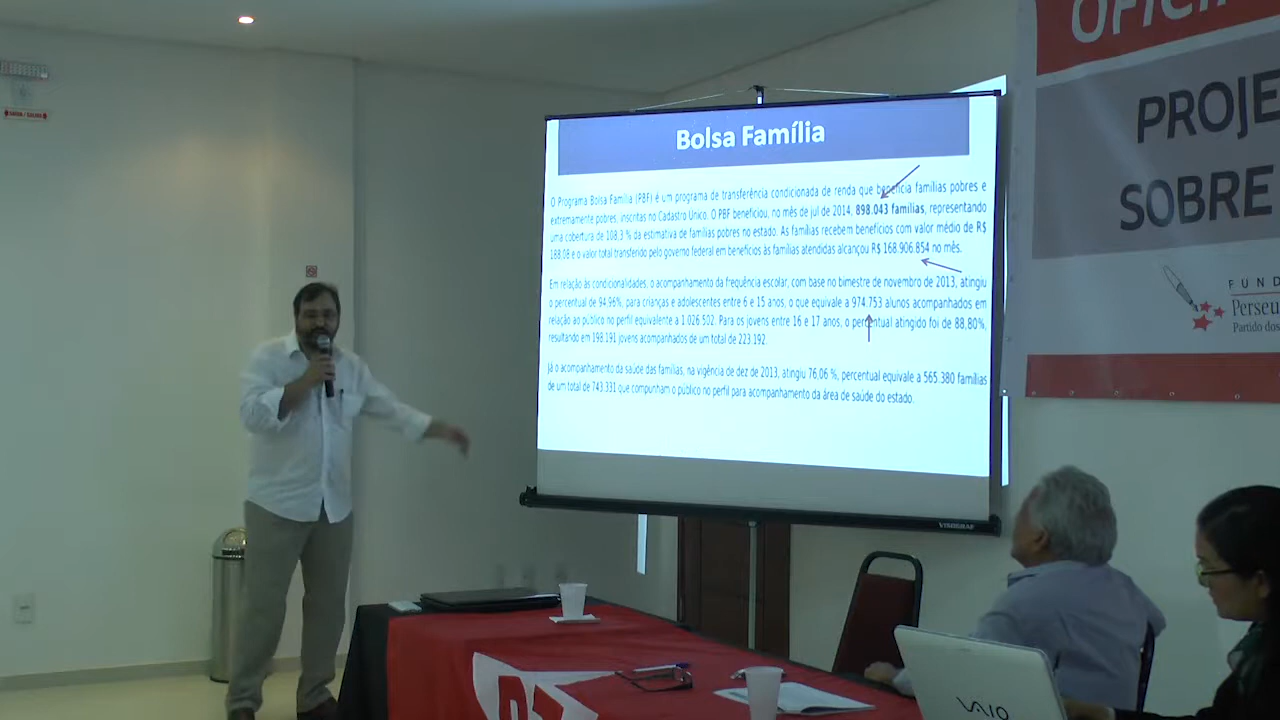 Bolsa Família
O Programa Bolsa Família (PBF) é um programa de transferência condicionada de renda que beneficia famílias pobres e
extremamente pobres, inscritas no Cadastro Único. O PBF beneficiou, no mês de jul de 2014, 898.043 famílias, representando
uma cobertura de 108,3 % da estimativa de famílias pobres no estado. As famílias recebem benefícios com valor médio de R$
188,08 e o valor total transferido pelo governo federal em benefícios às famílias atendidas alcançou R$ 168.906.854 no mês.
Em relação às condicionalidades, o acompanhamento da frequência escolar, com base no bimestre de novembro de 2013, atingiu
o percentual de 94,96%, para crianças e adolescentes entre 6 e 15 anos, o que equivale a 974.753 alunos acompanhados em
relação ao público no perfil equivalente a 1.026.502. Para os jovens entre 16 e 17 anos, o percentual atingido foi de 88,80%,
resultando em 198.191 jovens acompanhados de um total de 223.192.
Já o acompanhamento da saúde das famílias, na vigência de dez de 2013, atingiu 76,06 %, percentual equivale a 565.380 famílias
de um total de 743.331 que compunham o público no perfil para acompanhamento da área de saúde do estado.
VISOGRAF
OFICI
PROJE
SOBRE
FUND
Perseu
Partido dos
PT
VAIO